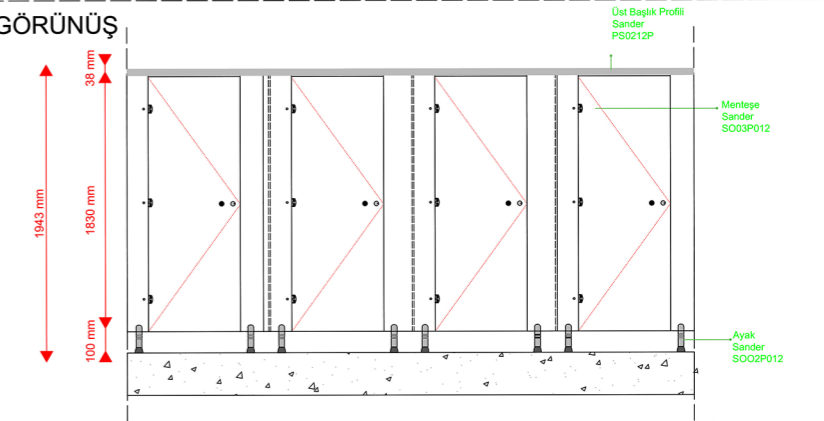 GÖRÜNÜŞ
Üst Başlık Profili
Sander
PS0212P
38 mm
Menteşe
Sander
SO03P012
1943 mm
1830 mm
100 mm
Ayak
Sander
SOO2P012